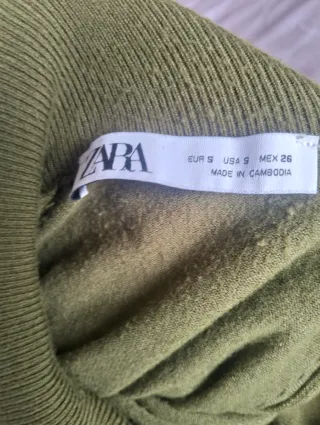 ZARA
EUR S USA S MEX 26
MADE IN CAMBODIA